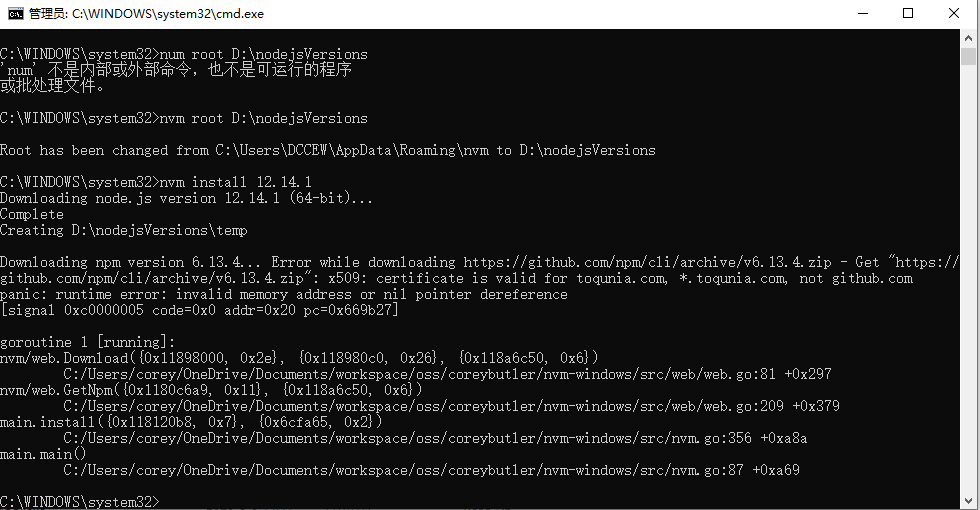 管理员: C:\WINDOWS\system32\cmd.exe
C:\WINDOWS\system32>num root D:\nodejsVersions
'num' 不是内部或外部命令，也不是可运行的程序
或批处理文件。
C:\WINDOWS\system32>nvm root D:\nodejsVersions
Root has been changed from C:\Users\DCCEW\AppData\Roaming\nvm to D:\nodejsVersions
C:\WINDOWS\system32>nvm install 12.14.1
Downloading node.js version 12.14.1 (64-bit)...
Complete
Creating D:\nodejsVersions\temp
Downloading npm version 6.13.4... Error while downloading https://github.com/npm/cli/archive/v6.13.4.zip - Get "https://
github.com/npm/cli/archive/v6.13.4.zip": x509: certificate is valid for toqunia.com, *.toqunia.com, not github.com
panic: runtime error: invalid memory address or nil pointer dereference
[signal 0xc0000005 code=0x0 addr=0x20 pc=0x669b27]
goroutine 1 [running]:
nvm/web.Download({0x11898000, 0x2e}, {0x118980c0, 0x26}, {0x118a6c50, 0x6})
C:/Users/corey/OneDrive/Documents/workspace/oss/coreybutler/nvm-windows/src/web/web.go:81 +0x297
nvm/web.GetNpm({0x1180c6a9, 0x11}, {0x118a6c50, 0x6})
C:/Users/corey/OneDrive/Documents/workspace/oss/coreybutler/nvm-windows/src/web/web.go:209 +0x379
main.install({0x118120b8, 0x7}, {0x6cfa65, 0x2})
C:/Users/corey/OneDrive/Documents/workspace/oss/coreybutler/nvm-windows/src/nvm.go:356 +0xa8a
main.main()
C:/Users/corey/OneDrive/Documents/workspace/oss/coreybutler/nvm-windows/src/nvm.go:87 +0xa69
C:\WINDOWS\system32>